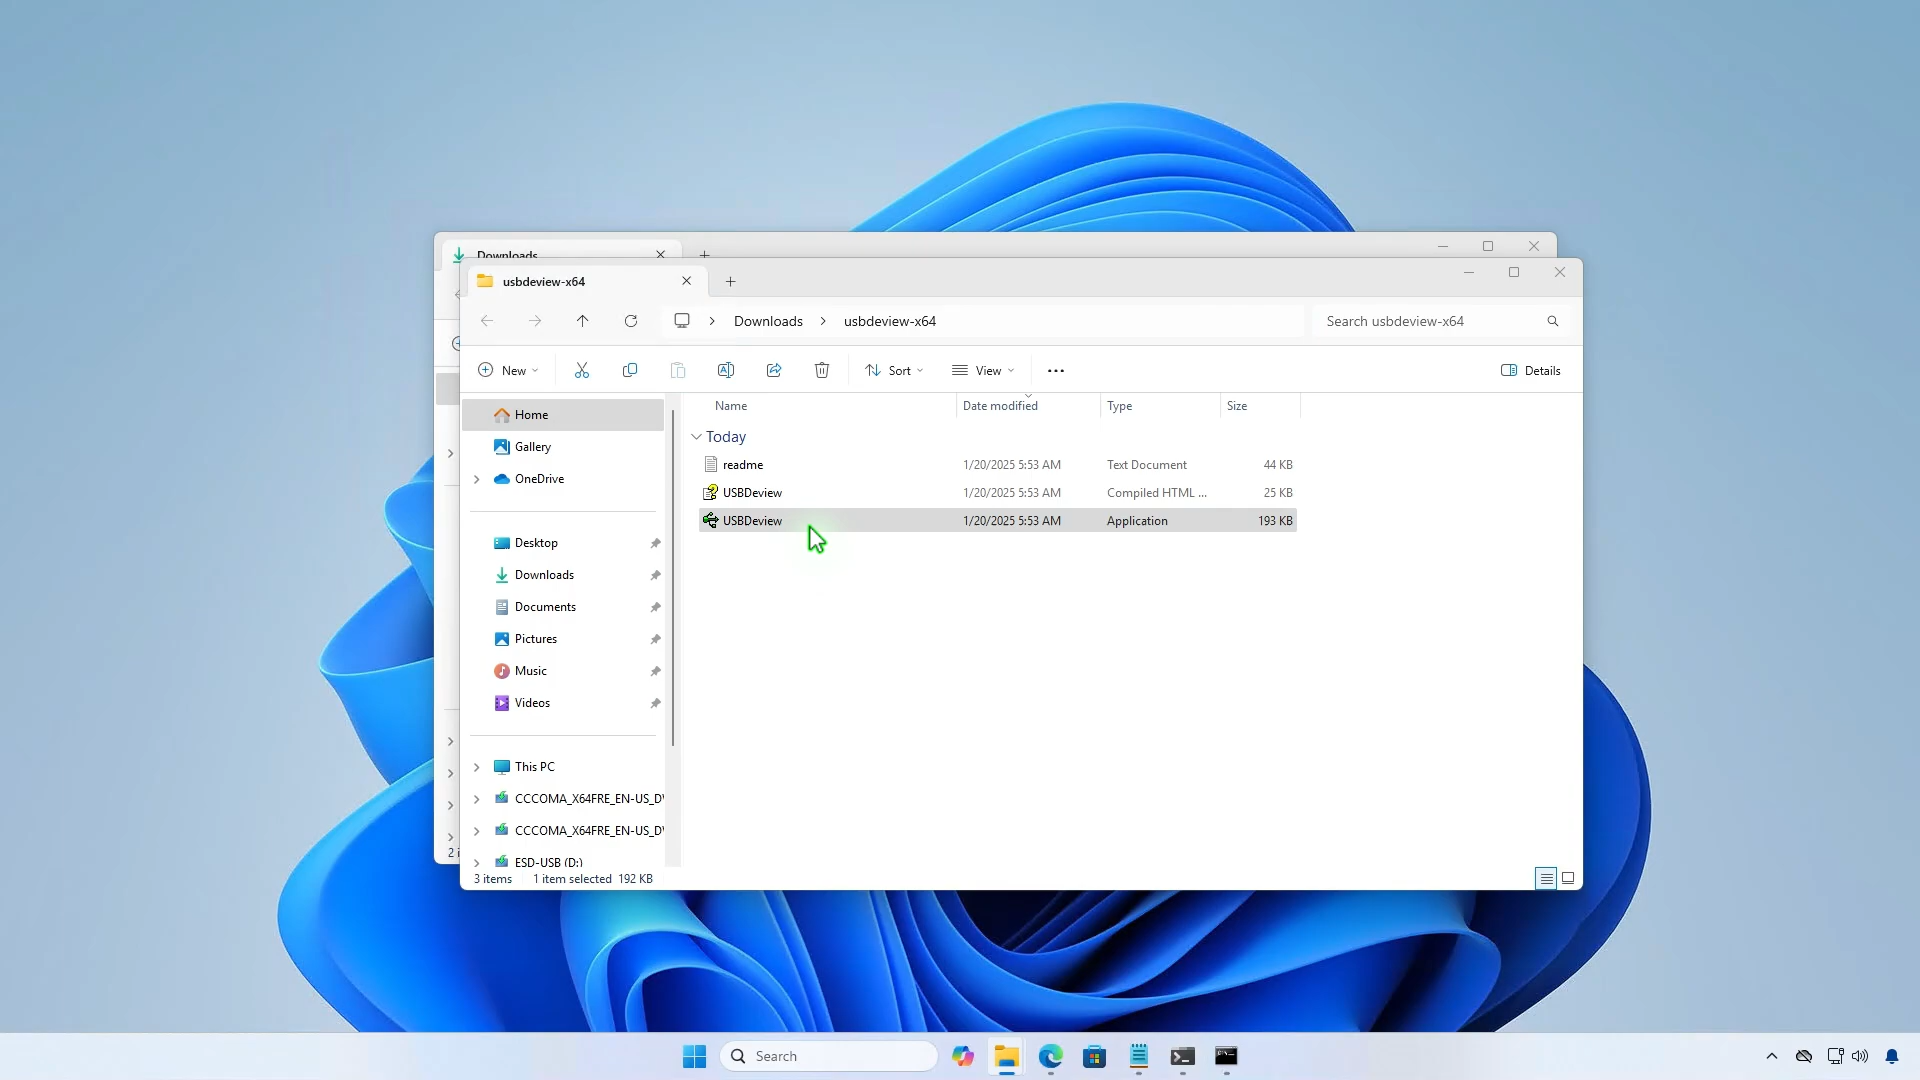 Downloads
usbdeview-x64
Downloads > usbdeview-x64
Search usbdeview-x64
New
Sort
View
Details
Home
Gallery
OneDrive
Desktop
Downloads
Documents
Pictures
Music
Videos
This PC
CCCOMA_X64FRE_EN-US_D
CCCOMA_X64FRE_EN-US_D
ESD-USB (D:)
Name Date modified Type Size
Today
readme 1/20/2025 5:53 AM Text Document 44 KB
USBDeview 1/20/2025 5:53 AM Compiled HTML ... 25 KB
USBDeview 1/20/2025 5:53 AM Application 193 KB
2 i
3 items 1 item selected 192 KB
Search